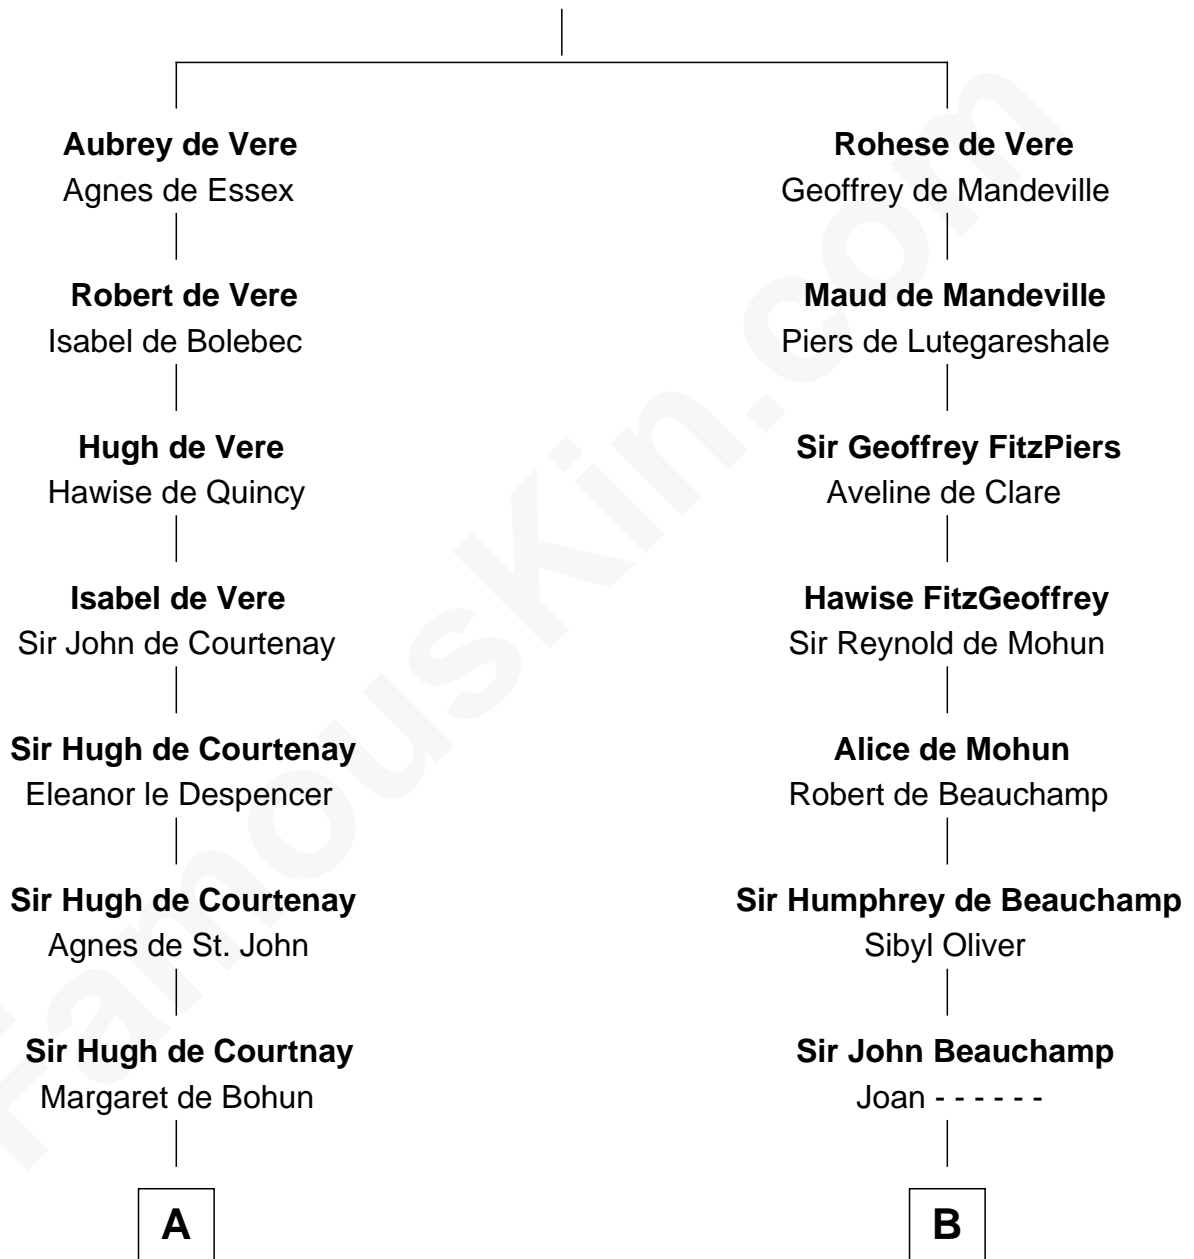 Aubrey de Vere
Agnes de Essex
Robert de Vere
Isabel de Bolebec
Hugh de Vere
Hawise de Quincy
Isabel de Vere
Sir John de Courtenay
Sir Hugh de Courtenay
Eleanor le Despencer
Sir Hugh de Courtenay
Agnes de St. John
Sir Hugh de Courtnay
Margaret de Bohun
A
Rohese de Vere
Geoffrey de Mandeville
Maud de Mandeville
Piers de Lutegareshale
Sir Geoffrey FitzPiers
Aveline de Clare
Hawise FitzGeoffrey
Sir Reynold de Mohun
Alice de Mohun
Robert de Beauchamp
Sir Humphrey de Beauchamp
Sibyl Oliver
Sir John Beauchamp
Joan - - - - - -
B
FamousKin.com